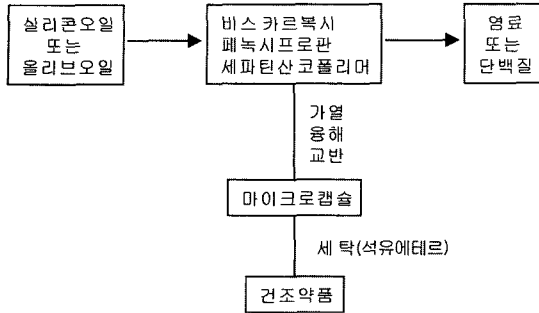 실리콘오일
또는
올리브오일
비스 카르복시
페녹시프로판
세파틴산 코폴리머
염료
또는
단백질
가열
융해
교반
마이크로캡슐
세 탁(석유에테르)
건조약품